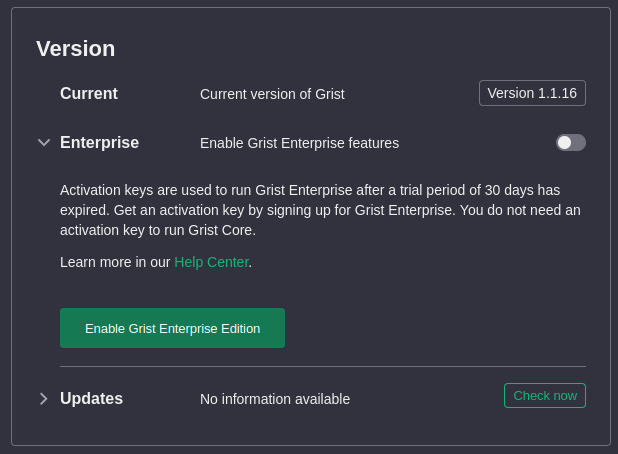 Version
Current Current version of Grist Version 1.1.16
Enterprise Enable Grist Enterprise features
Activation keys are used to run Grist Enterprise after a trial period of 30 days has
expired. Get an activation key by signing up for Grist Enterprise. You do not need an
activation key to run Grist Core.
Learn more in our Help Center.
Enable Grist Enterprise Edition
Updates No information available Check now